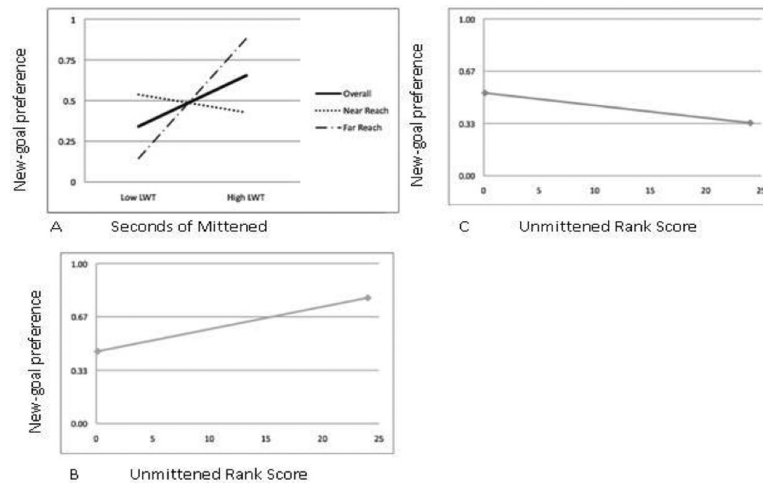 New-goal preference
1
0.75
0.5
0.25
0
Low LWT High LWT
Overall
Near Reach
Far Reach
A Seconds of Mittened
New-goal preference
1.00
0.67
0.33
0.00
0 5 10 15 20 25
C Unmittened Rank Score
New-goal preference
1.00
0.67
0.33
0.00
0 5 10 15 20 25
B Unmittened Rank Score